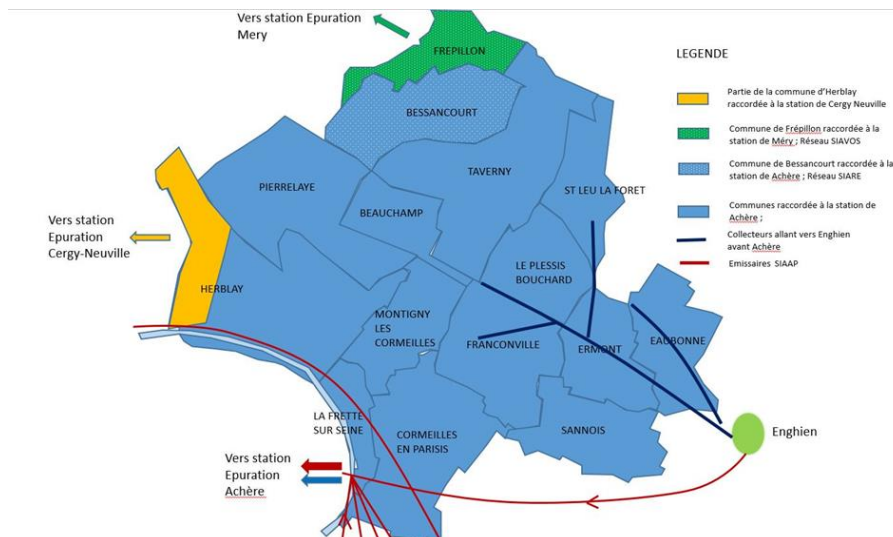 Vers station Epuration
Mery
FREPILLON
BESSANCOURT
TAVERNY
ST LEU LA FORET
PIERRELAYE
BEAUCHAMP
Vers station
Epuration
Cergy-Neuville
LE PLESSIS
BOUCHARD
HERBLAY
MONTIGNY
LES
CORMEILLES
FRANCONVILLE
ERMONT
EAUBONNE
LA FRETTE
SUR SEINE
CORMEILLES
EN PARISIS
SANNOIS
Enghien
Vers station
Epuration
Achère
LEGENDE
Partie de la commune d'Herblay
raccordée à la station de Cergy Neuville
Commune de Frépillon raccordée à la
station de Méry ; Réseau SIAVOS
Commune de Bessancourt raccordée à la
station de Achère ; Réseau SIARE
Communes raccordée à la station de
Achère ;
Collecteurs allant vers Enghien
avant Achère
Emissaires SIAAP